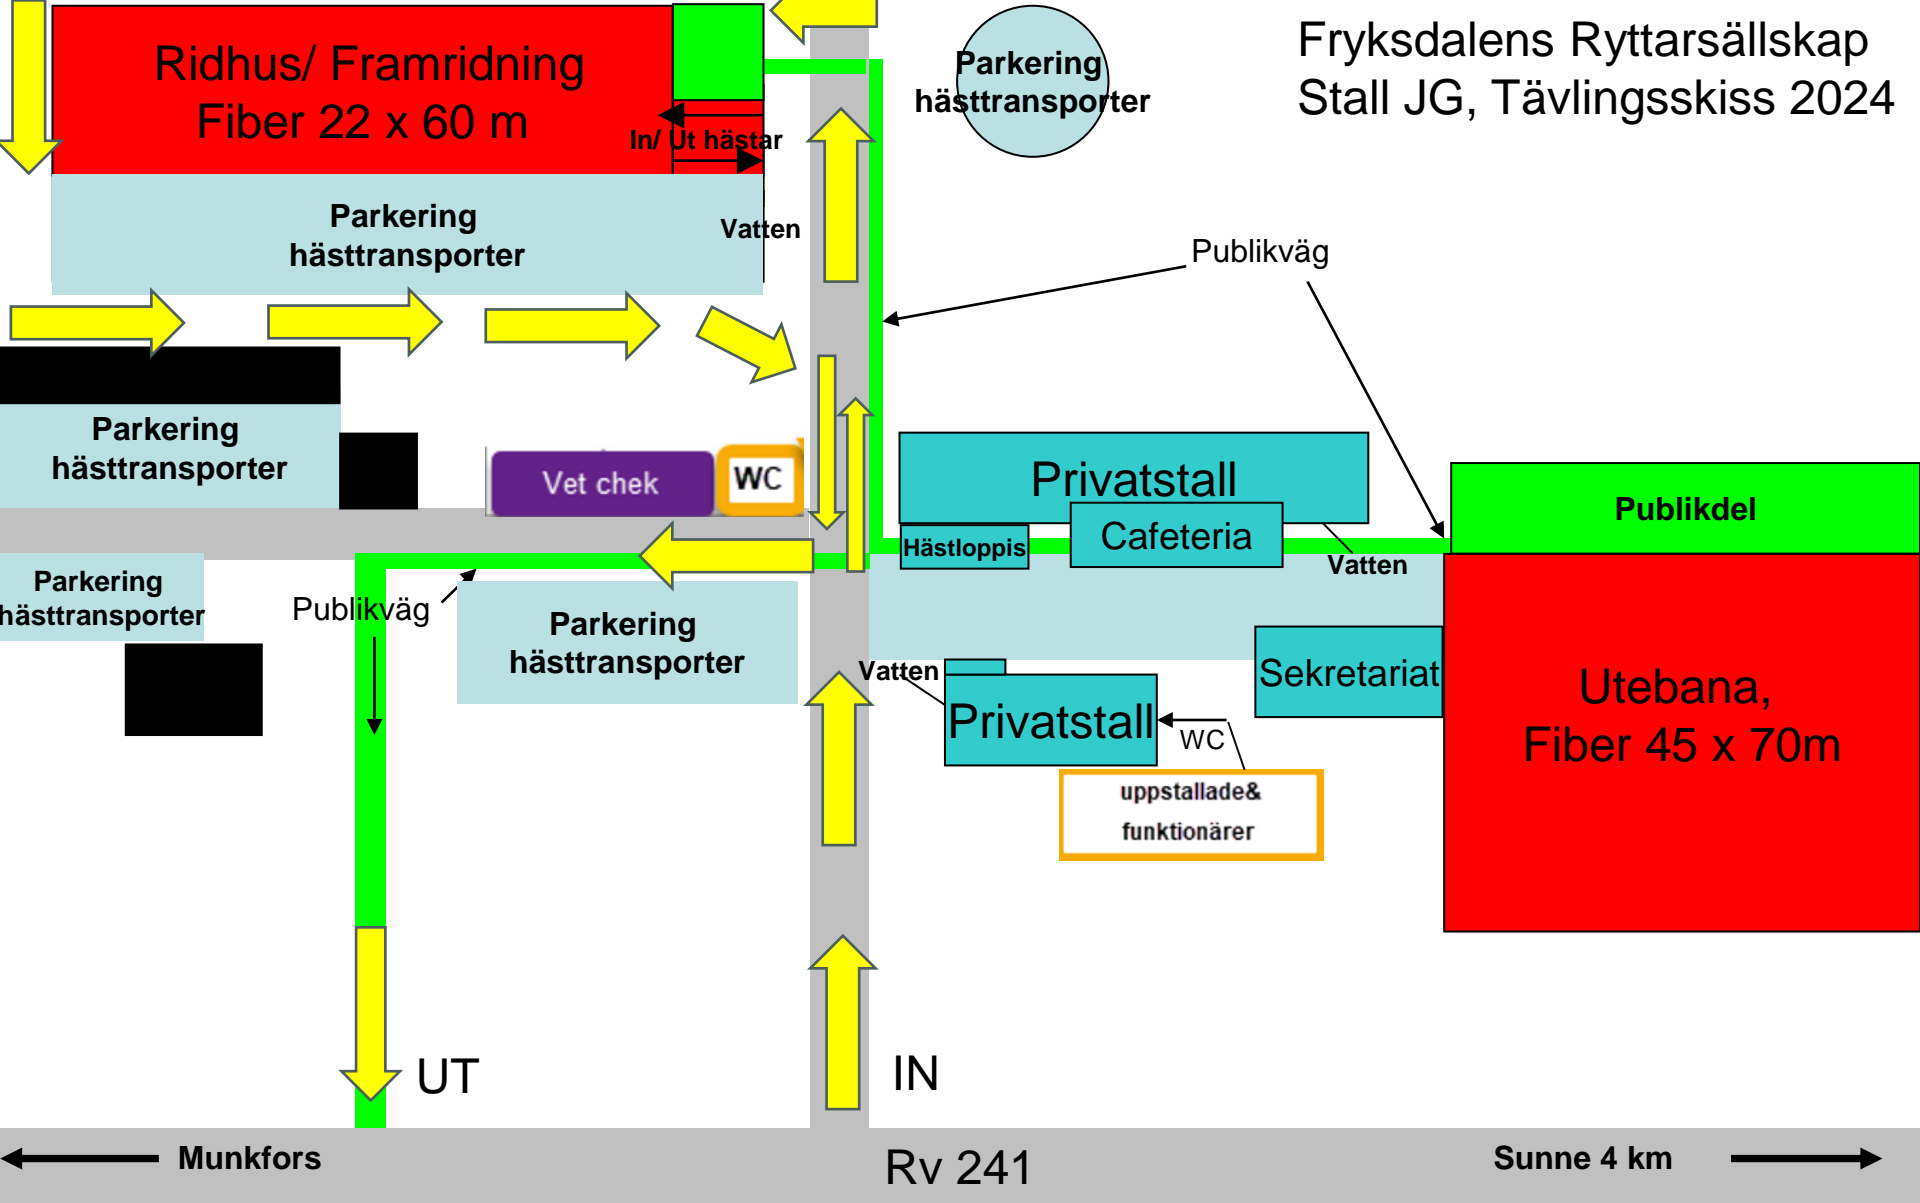 Fryksdalens Ryttarsällskap
Stall JG, Tävlingsskiss 2024
Ridhus/ Framridning
Fiber 22 x 60 m
In/ Ut hästar
Parkering
hästtransporter
Parkering
hästtransporter
Vatten
Publikväg
Parkering
hästtransporter
Vet chek
WC
Privatstall
Cafeteria
Hästloppis
Vatten
Publikdel
Parkering
hästtransporter
Publikväg
Parkering
hästtransporter
Vatten
Privatstall
WC
Sekretariat
Utebana,
Fiber 45 x 70m
uppstallade&
funktionärer
UT
IN
Munkfors
Rv 241
Sunne 4 km